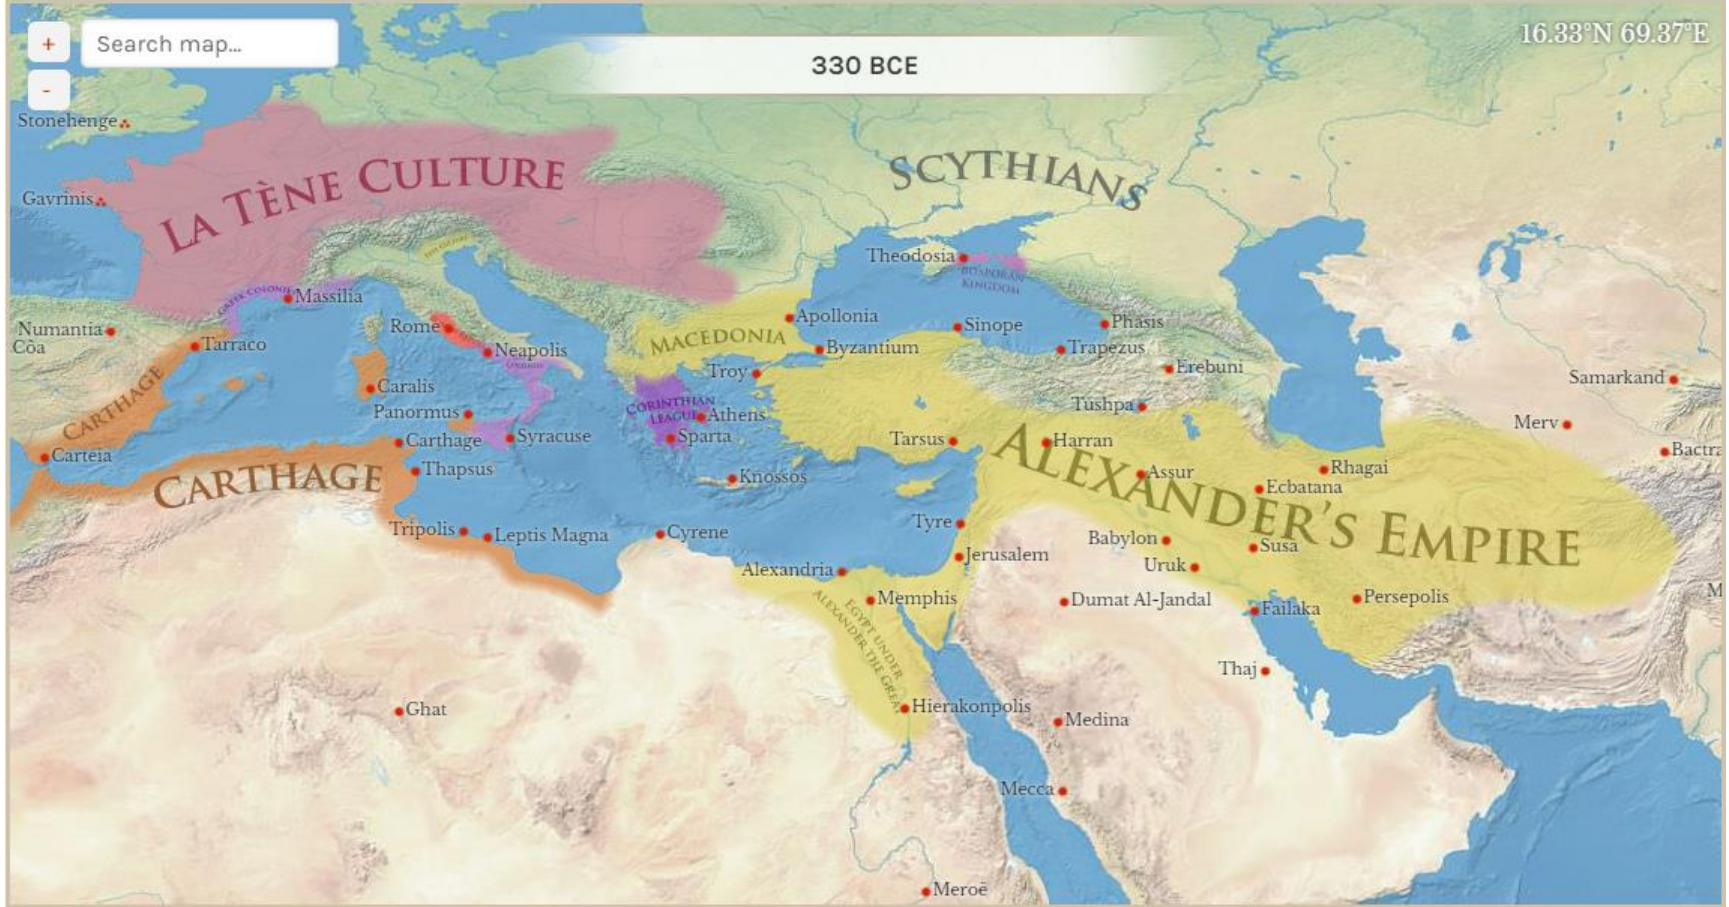 +
Search map...
-
330 BCE
16.33°N 69.37°E
Stonehenge
LA TÈNE CULTURE
SCYTHIANS
Gavrinis
Theodosia
BOSPORAN
KINGDOM
GREEK COLONIES
Massilia
Numantia
Côa
Tarraco
Rome
Neapolis
MACEDONIA
Apollonia
Byzantium
Sinope
Phasis
Trapezus
Erebuni
Troy
Samarkand
CARTHAGE
Caralis
Panormus
CORINTHIAN
LEAGUE
Athens
Tushpa
Merv
Carteia
Carthage
Syracuse
Sparta
Tarsus
Harran
Bactra
CARTHAGE
Thapsus
Knossos
ALEXANDER'S EMPIRE
Assur
Rhagai
Ecbatana
Tripolis
Leptis Magna
Cyrene
Tyre
Babylon
Susa
Jerusalem
Uruk
Alexandria
Memphis
EGYPT UNDER
ALEXANDER THE GREAT
Dumat Al-Jandal
Failaka
Persepolis
M
Thaj
Ghat
Hierakonpolis
Medina
Mecca
Meroë